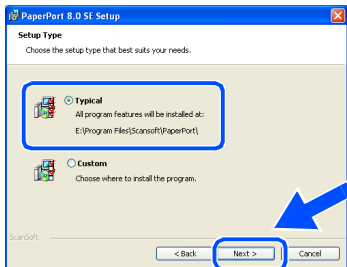 PaperPort 8.0 SE Setup
Setup Type
Choose the setup type that best suits your needs.
Typical
All program features will be installed at:
E:\Program Files\Scansoft\PaperPort\
Custom
Choose where to install the program.
ScanSoft
< Back Next > Cancel